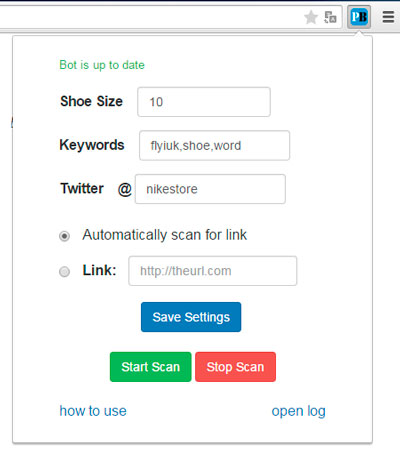 PB
Bot is up to date
Shoe Size 10
Keywords flyiuk,shoe,word
Twitter @ nikestore
Automatically scan for link
Link: http://theurl.com
Save Settings
Start Scan Stop Scan
how to use open log